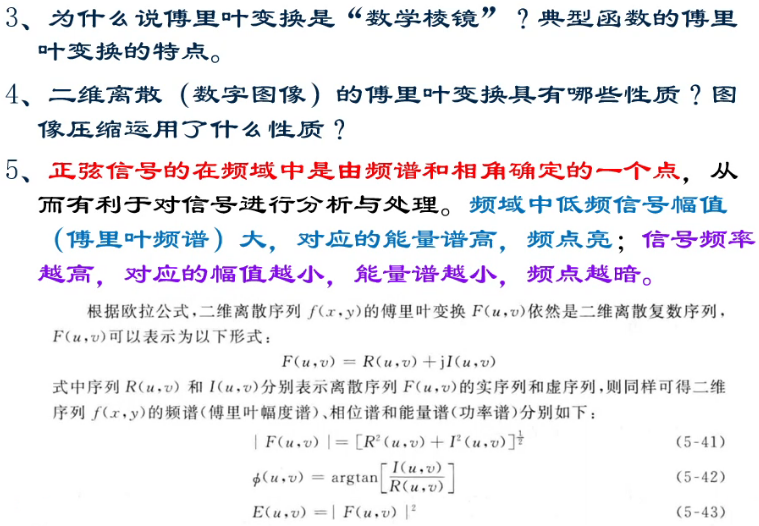 3、为什么说傅里叶变换是“数学棱镜”？典型函数的傅里
叶变换的特点。
4、二维离散（数字图像）的傅里叶变换具有哪些性质？图
像压缩运用了什么性质？
5、正弦信号的在频域中是由频谱和相角确定的一个点，从
而有利于对信号进行分析与处理。频域中低频信号幅值
（傅里叶频谱）大，对应的能量谱高，频点亮；信号频率
越高，对应的幅值越小，能量谱越小，频点越暗。
根据欧拉公式,二维离散序列 f(x,y)的傅里叶变换 F(u,v)依然是二维离散复数序列,
F(u,v)可以表示为以下形式:
F(u,v) = R(u,v) + jI(u,v)
式中序列 R(u,v) 和 I(u,v)分别表示离散序列 F(u,v)的实序列和虚序列,则同样可得二维
序列 f(x,y)的频谱(傅里叶幅度谱)、相位谱和能量谱(功率谱)分别如下:
| F(u,v) | = [R²(u,v) + I²(u,v)]^{1/2} (5-41)
ϕ(u,v) = argtan[I(u,v)/R(u,v)] (5-42)
E(u,v) = | F(u,v) |² (5-43)